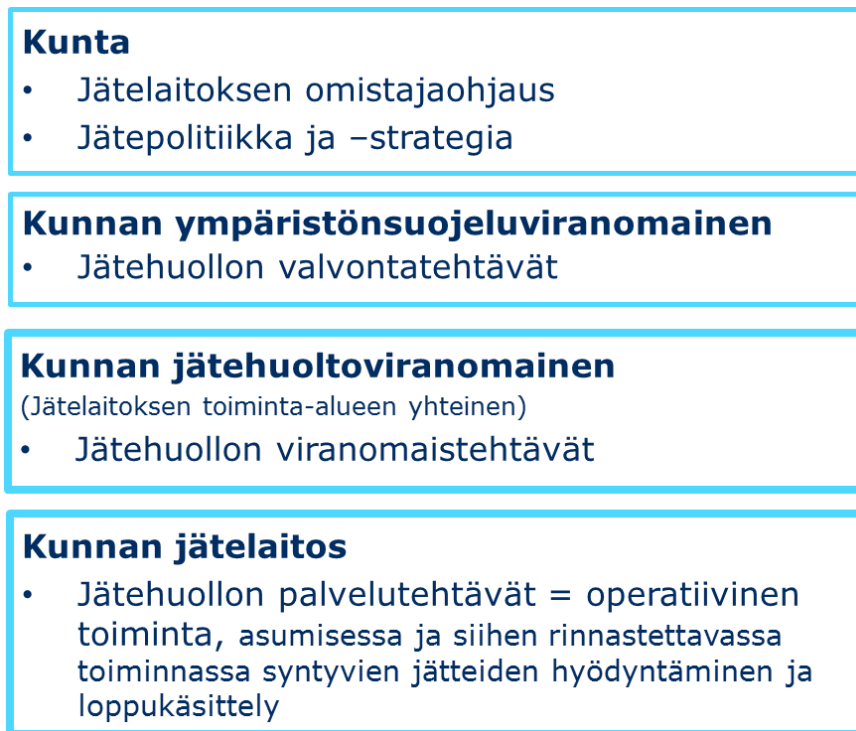 Kunta
• Jätelaitoksen omistajaohjaus
• Jätepolitiikka ja –strategia
Kunnan ympäristönsuojeluviranomainen
• Jätehuollon valvontatehtävät
Kunnan jätehuoltoviranomainen
(Jätelaitoksen toiminta-alueen yhteinen)
• Jätehuollon viranomaistehtävät
Kunnan jätelaitos
• Jätehuollon palvelutehtävät = operatiivinen
toiminta, asumisessa ja siihen rinnastettavassa
toiminnassa syntyvien jätteiden hyödyntäminen ja
loppukäsittely